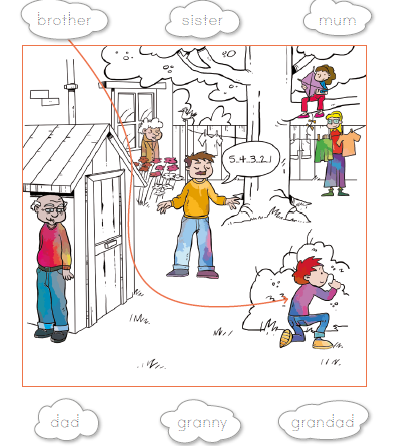 brother
sister
mum
5.4.3.2.1
dad
granny
grandad